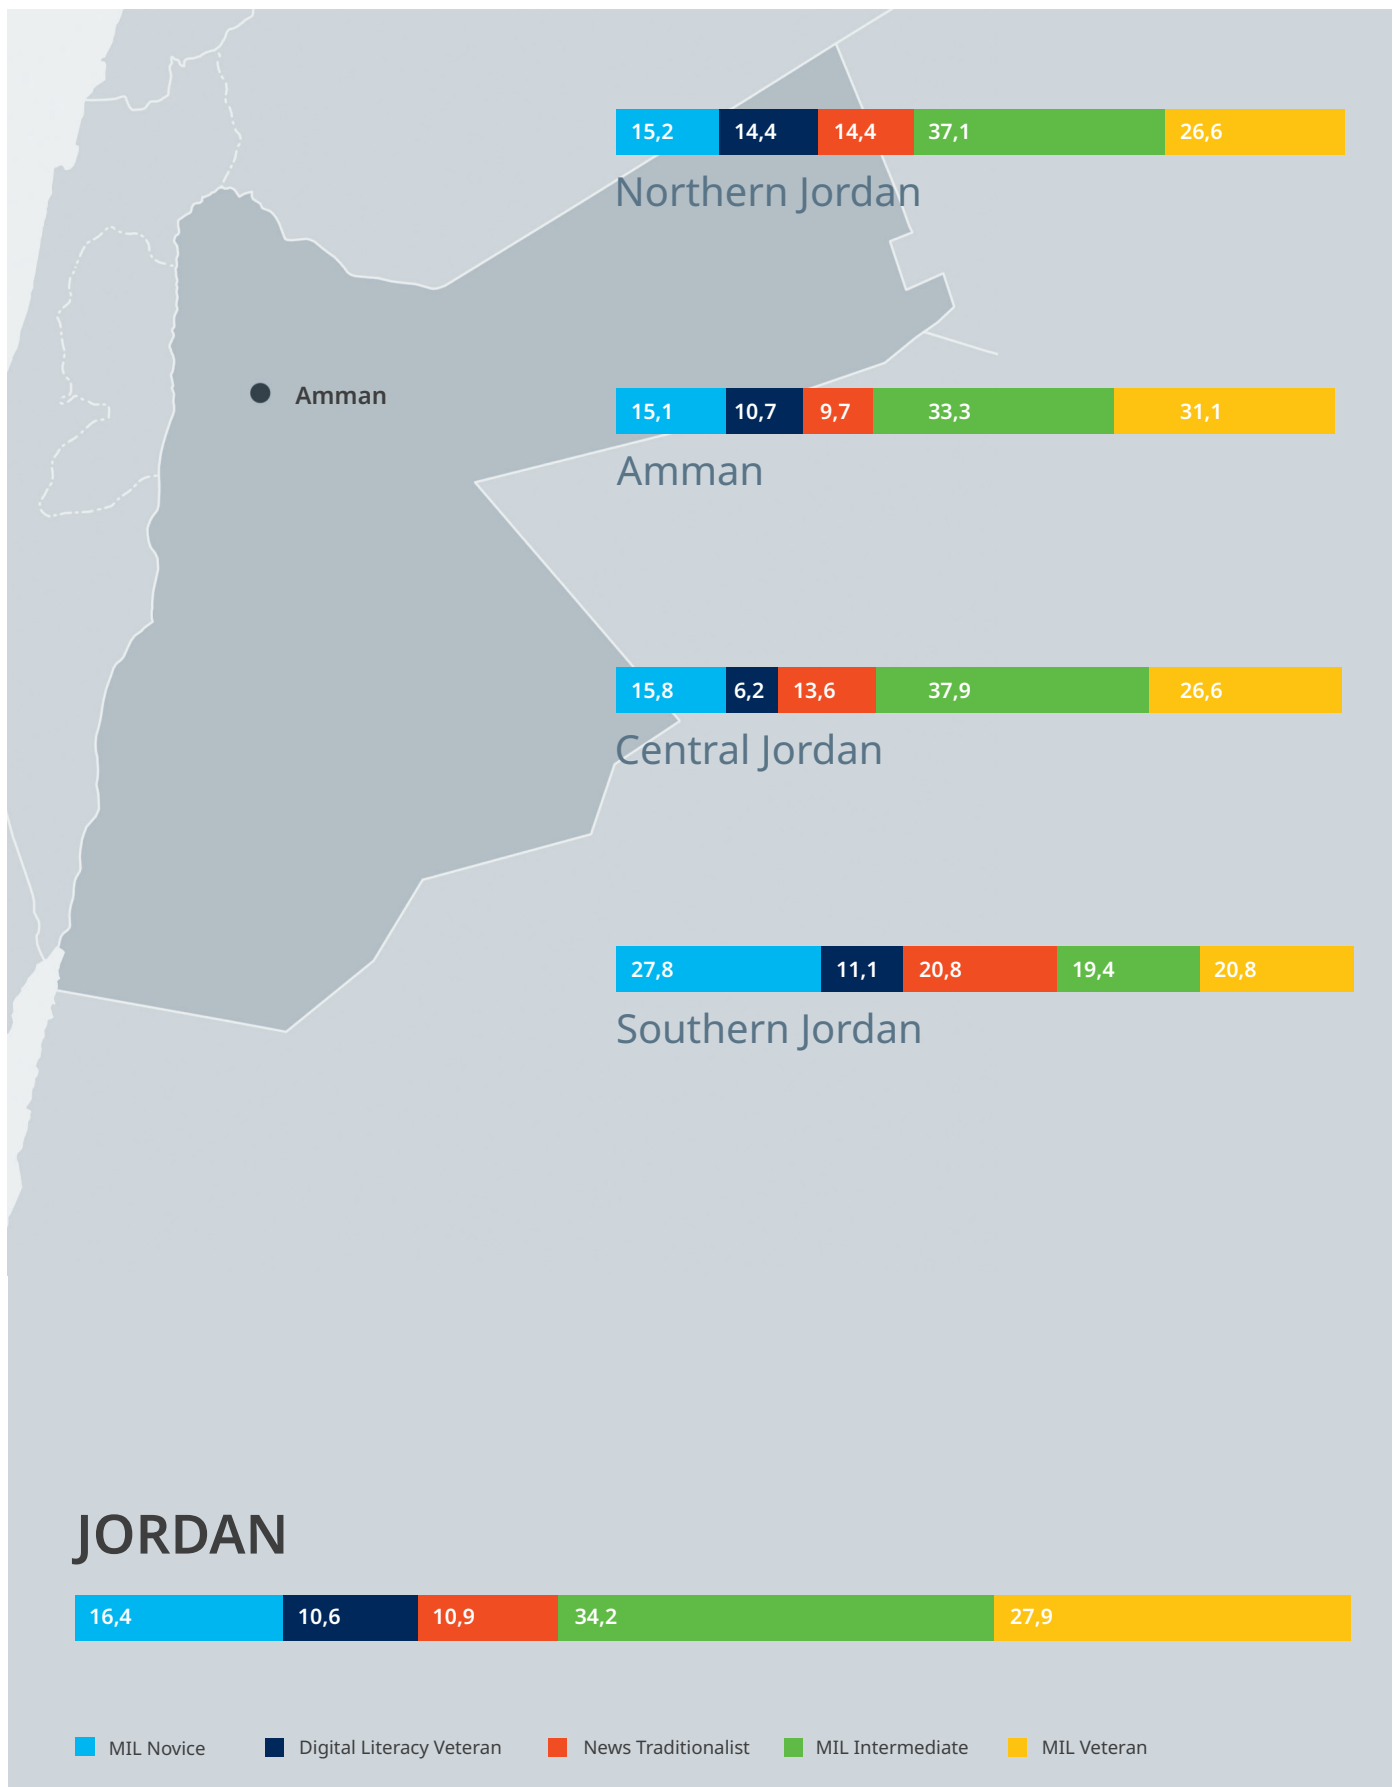 15,2 14,4 14,4 37,1 26,6
Northern Jordan
Amman
15,1 10,7 9,7 33,3 31,1
Amman
15,8 6,2 13,6 37,9 26,6
Central Jordan
27,8 11,1 20,8 19,4 20,8
Southern Jordan
JORDAN
16,4 10,6 10,9 34,2 27,9
MIL Novice Digital Literacy Veteran News Traditionalist MIL Intermediate MIL Veteran